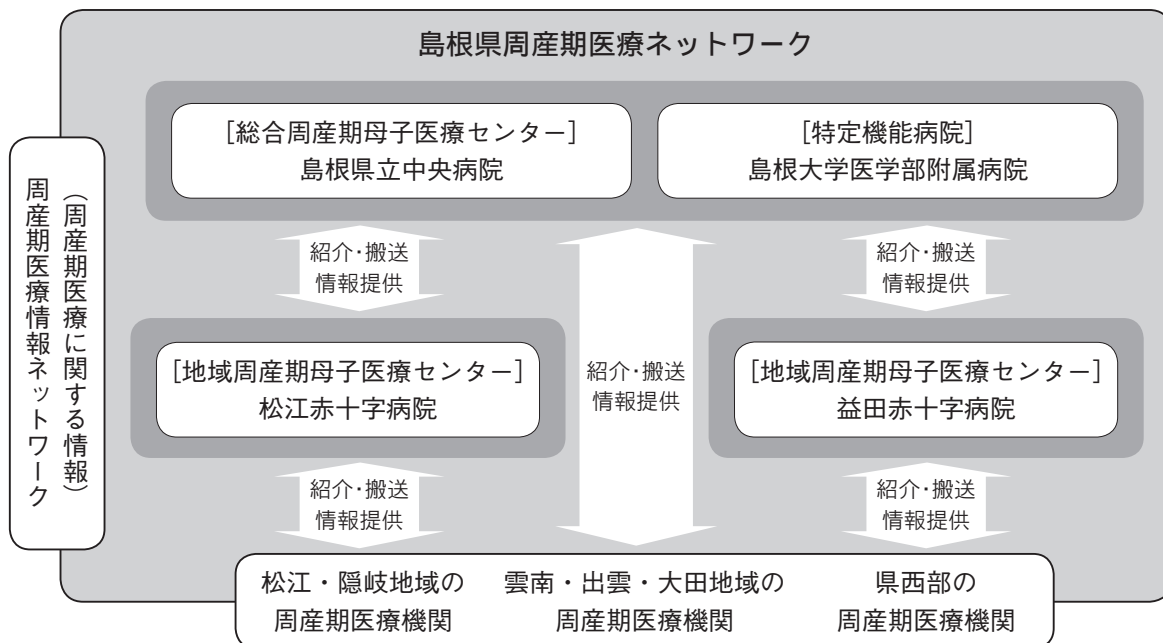 島根県周産期医療ネットワーク
［総合周産期母子医療センター］
島根県立中央病院
［特定機能病院］
島根大学医学部附属病院
周産期医療情報ネットワーク
（周産期医療に関する情報）
紹介・搬送
情報提供
紹介・搬送
情報提供
［地域周産期母子医療センター］
松江赤十字病院
紹介・搬送
情報提供
［地域周産期母子医療センター］
益田赤十字病院
紹介・搬送
情報提供
紹介・搬送
情報提供
松江・隠岐地域の
周産期医療機関
雲南・出雲・大田地域の
周産期医療機関
県西部の
周産期医療機関